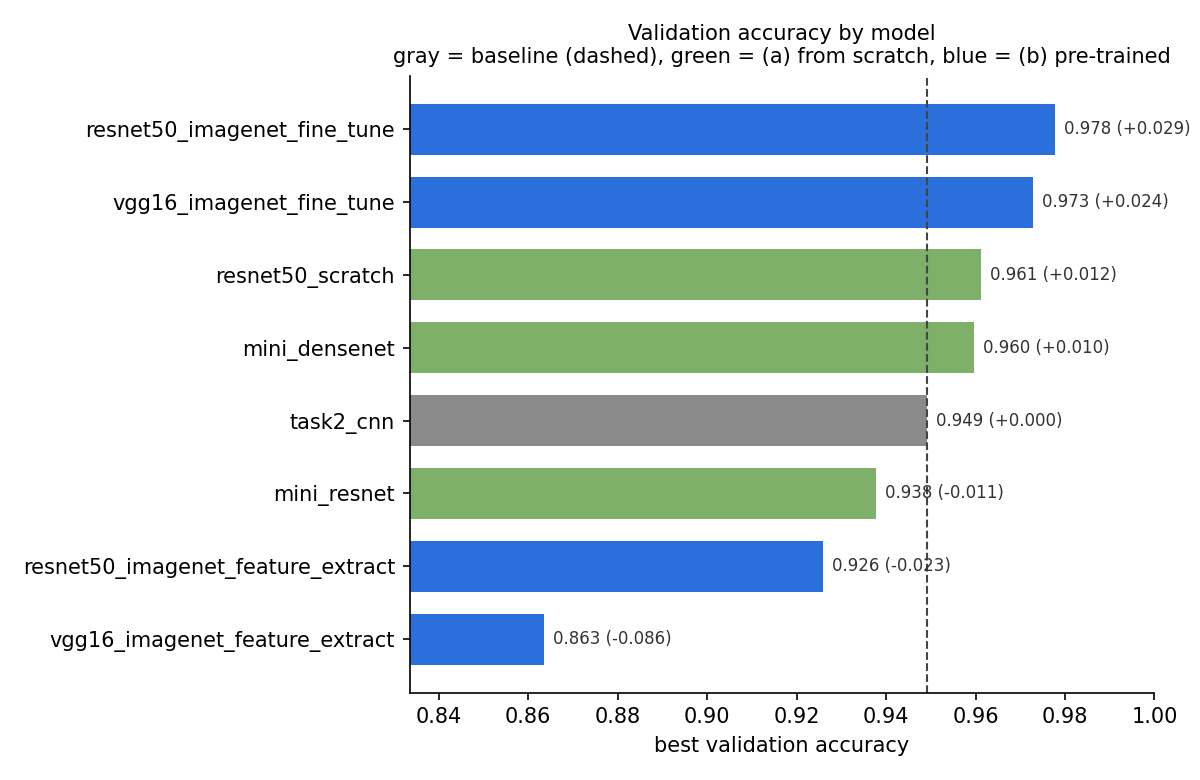 Validation accuracy by model
gray = baseline (dashed), green = (a) from scratch, blue = (b) pre-trained
resnet50_imagenet_fine_tune 0.978 (+0.029)
vgg16_imagenet_fine_tune 0.973 (+0.024)
resnet50_scratch 0.961 (+0.012)
mini_densenet 0.960 (+0.010)
task2_cnn 0.949 (+0.000)
mini_resnet 0.938 (-0.011)
resnet50_imagenet_feature_extract 0.926 (-0.023)
vgg16_imagenet_feature_extract 0.863 (-0.086)
0.84 0.86 0.88 0.90 0.92 0.94 0.96 0.98 1.00
best validation accuracy